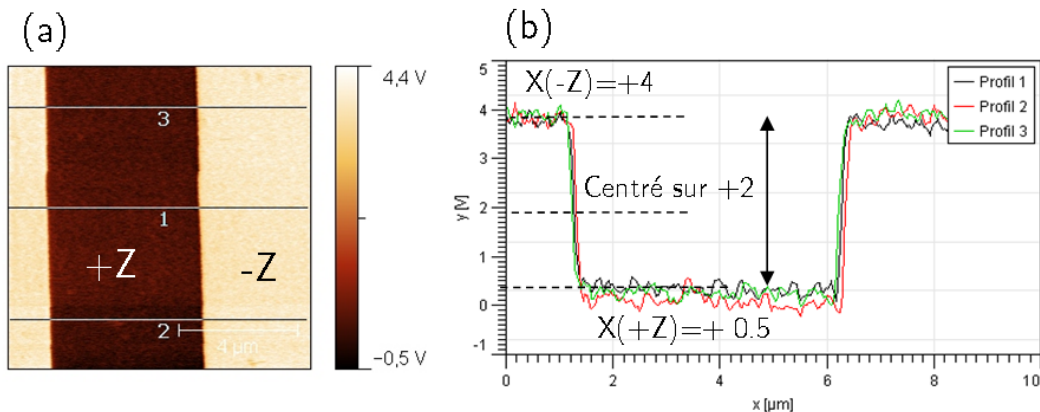 (a)
4,4 V
3
1
+Z
-Z
2
4 µm
−0,5 V
(b)
5
4
3
2
1
0
-1
y [V]
X(-Z)=+4
Centré sur +2
X(+Z)=+ 0.5
Profil 1
Profil 2
Profil 3
0
2
4
6
8
10
x [µm]